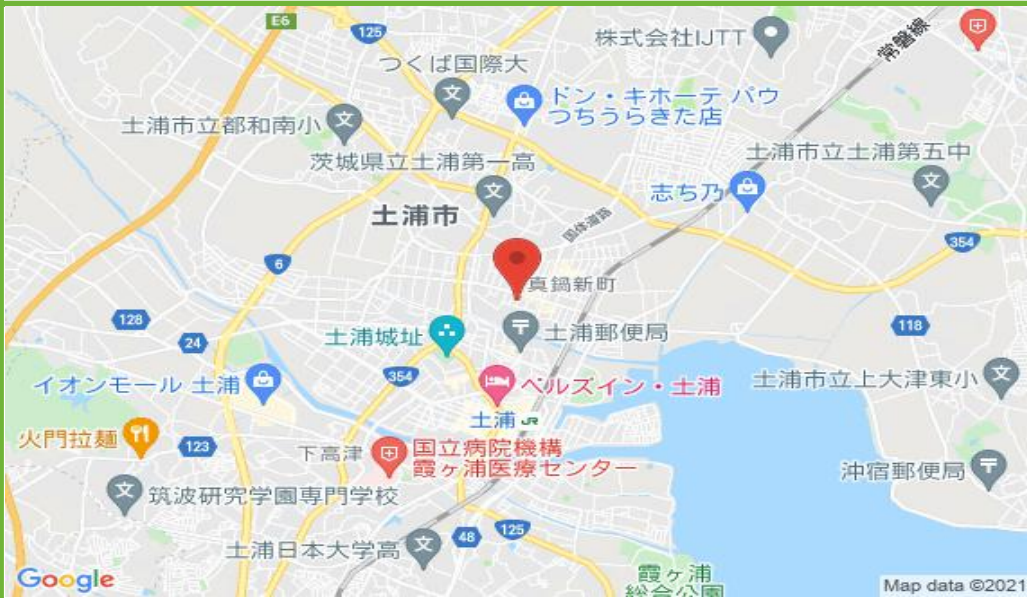 E6
125
株式会社IJTT
常磐線
つくば国際大
ドン・キホーテ パウ
つちうらきた店
土浦市立都和南小
茨城県立土浦第一高
土浦市立土浦第五中
志ち乃
土浦市
国体道路
354
6
真鍋新町
128
24
土浦城址
土浦郵便局
118
354
イオンモール 土浦
ベルズイン・土浦
土浦市立上大津東小
土浦 JR
火門拉麺
123
下高津
国立病院機構
霞ヶ浦医療センター
沖宿郵便局
筑波研究学園専門学校
土浦日本大学高
48
125
霞ヶ浦
総合公園
Google
Map data ©2021